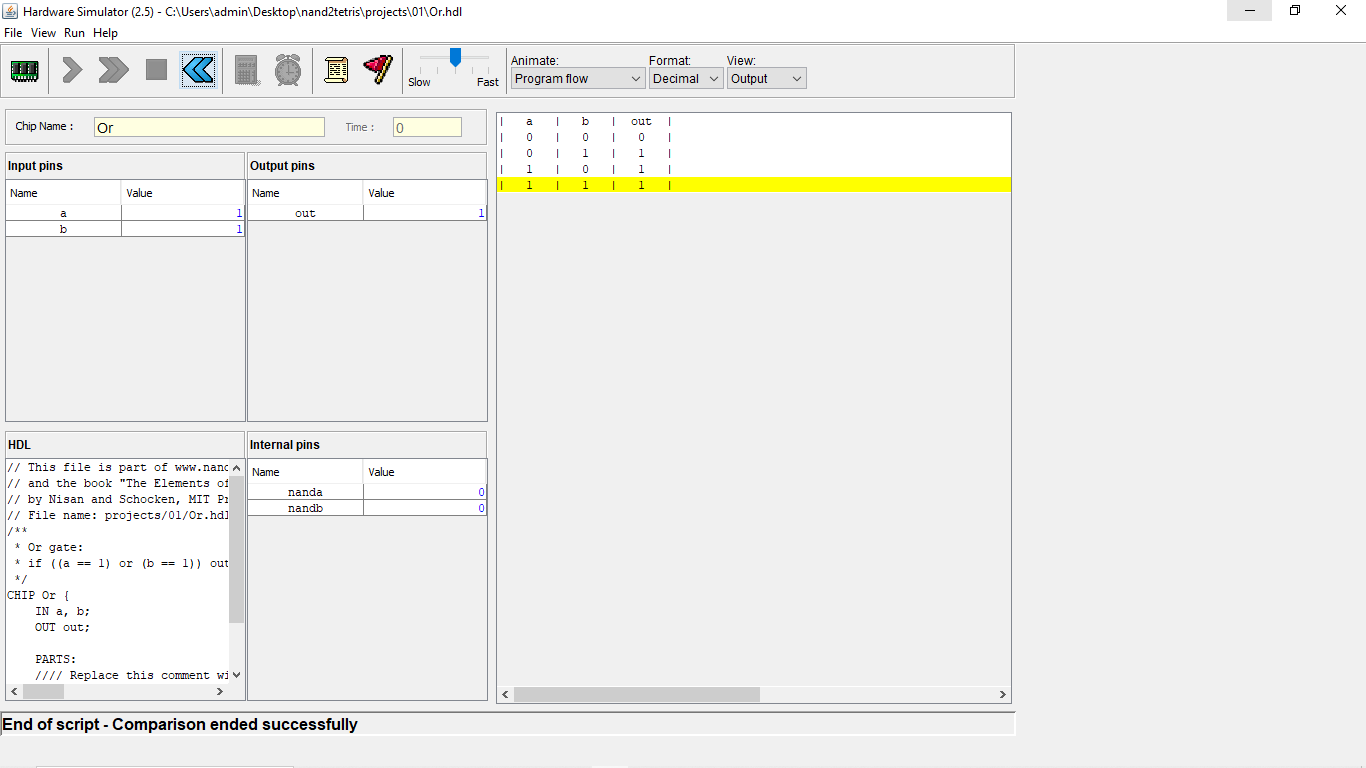 Hardware Simulator (2.5) - C:\Users\admin\Desktop\nand2tetris\projects\01\Or.hdl
File View Run Help
Animate: Format: View:
Slow Fast Program flow Decimal Output
Chip Name : Or Time : 0
Input pins
Name Value
a 1
b 1
Output pins
Name Value
out 1
| a | b | out |
| 0 | 0 | 0 |
| 0 | 1 | 1 |
| 1 | 0 | 1 |
| 1 | 1 | 1 |
HDL
// This file is part of www.nand
// and the book "The Elements of
// by Nisan and Schocken, MIT Pr
// File name: projects/01/Or.hdl
/**
* Or gate:
* if ((a == 1) or (b == 1)) out
*/
CHIP Or {
IN a, b;
OUT out;
PARTS:
//// Replace this comment wi
Internal pins
Name Value
nanda 0
nandb 0
End of script - Comparison ended successfully